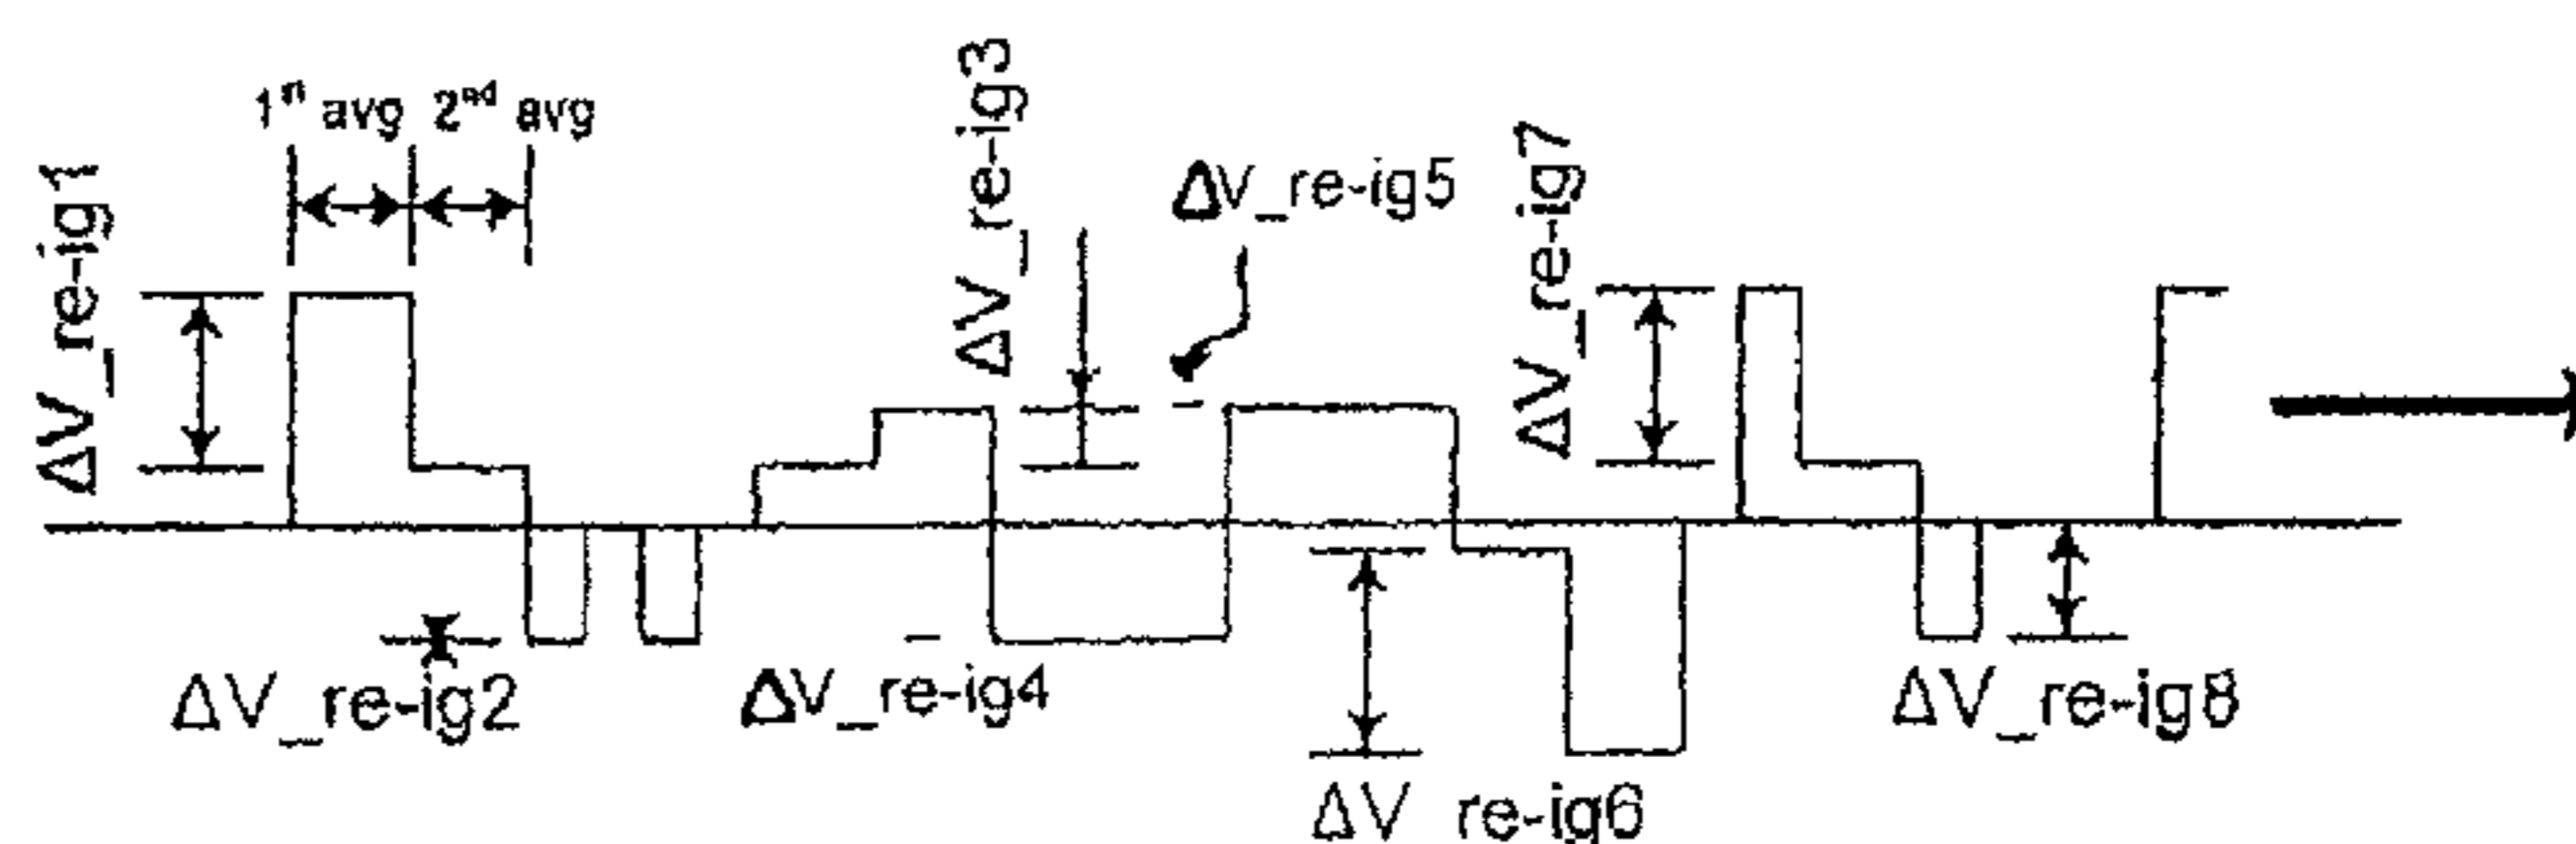 1st avg 2nd avg
ΔV_re-ig1
ΔV_re-ig3
ΔV_re-ig5
ΔV_re-ig7
ΔV_re-ig2
ΔV_re-ig4
ΔV_re-ig8
ΔV re-ig6